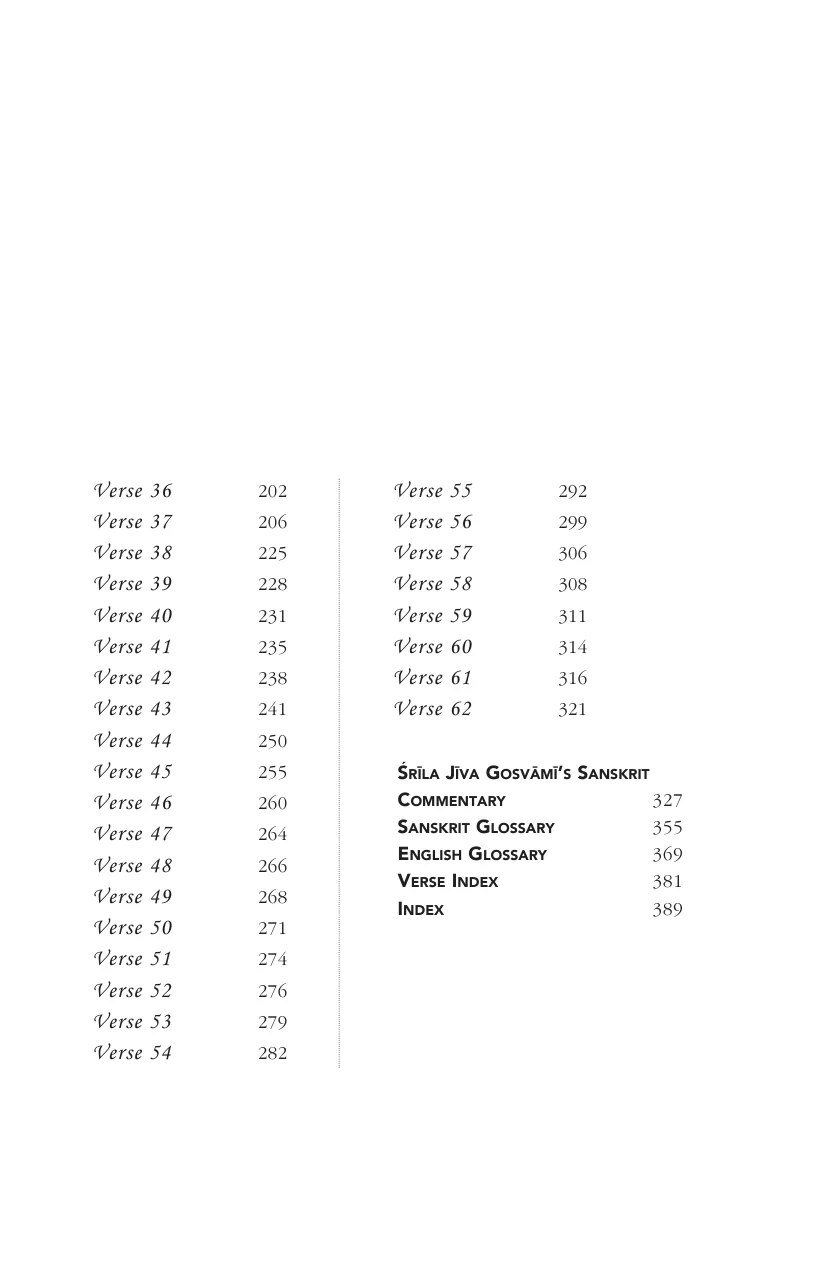 Verse 36 202
Verse 37 206
Verse 38 225
Verse 39 228
Verse 40 231
Verse 41 235
Verse 42 238
Verse 43 241
Verse 44 250
Verse 45 255
Verse 46 260
Verse 47 264
Verse 48 266
Verse 49 268
Verse 50 271
Verse 51 274
Verse 52 276
Verse 53 279
Verse 54 282
Verse 55 292
Verse 56 299
Verse 57 306
Verse 58 308
Verse 59 311
Verse 60 314
Verse 61 316
Verse 62 321
Śrīla Jīva Gosvāmī's Sanskrit
Commentary 327
Sanskrit Glossary 355
English Glossary 369
Verse Index 381
Index 389